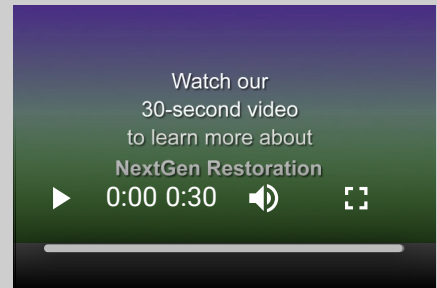 Watch our
30-second video
to learn more about
NextGen Restoration
0:00 0:30